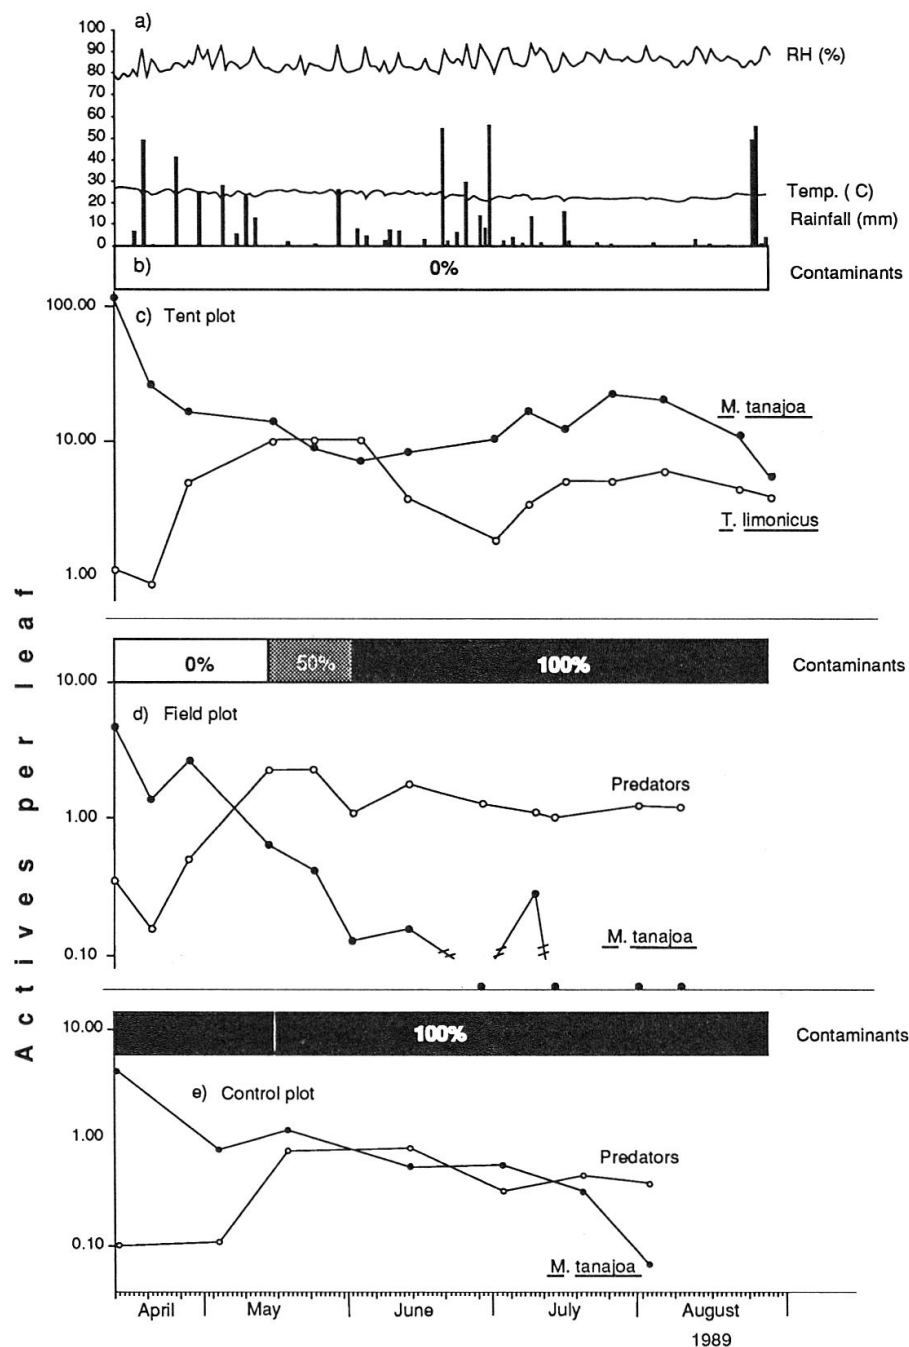 a)
100
90
80
70
60
50
40
30
20
10
0
RH (%)
Temp. ( C)
Rainfall (mm)
b)
0%
Contaminants
100.00
c) Tent plot
M. tanajoa
10.00
T. limonicus
1.00
0% 50% 100%
Contaminants
10.00
d) Field plot
Predators
1.00
M. tanajoa
0.10
Actives per leaf
10.00
100%
Contaminants
e) Control plot
1.00
Predators
0.10
M. tanajoa
April May June July August
1989